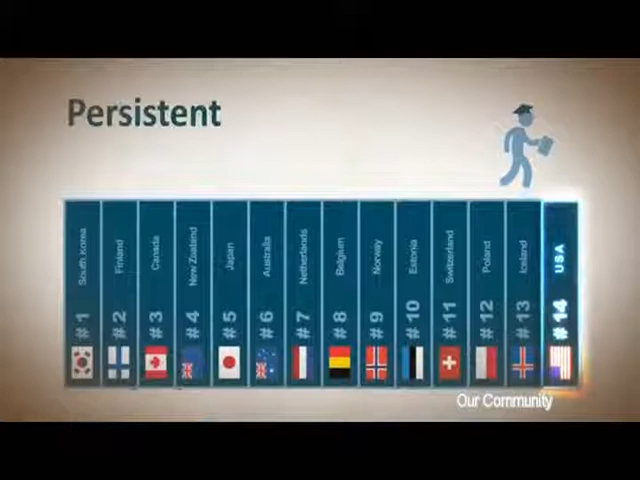 Persistent
South Korea #1
Finland #2
Canada #3
New Zealand #4
Japan #5
Australia #6
Netherlands #7
Belgien #8
Norway #9
Estonia #10
Switzerland #11
Poland #12
Iceland #13
USA #14
Our Community